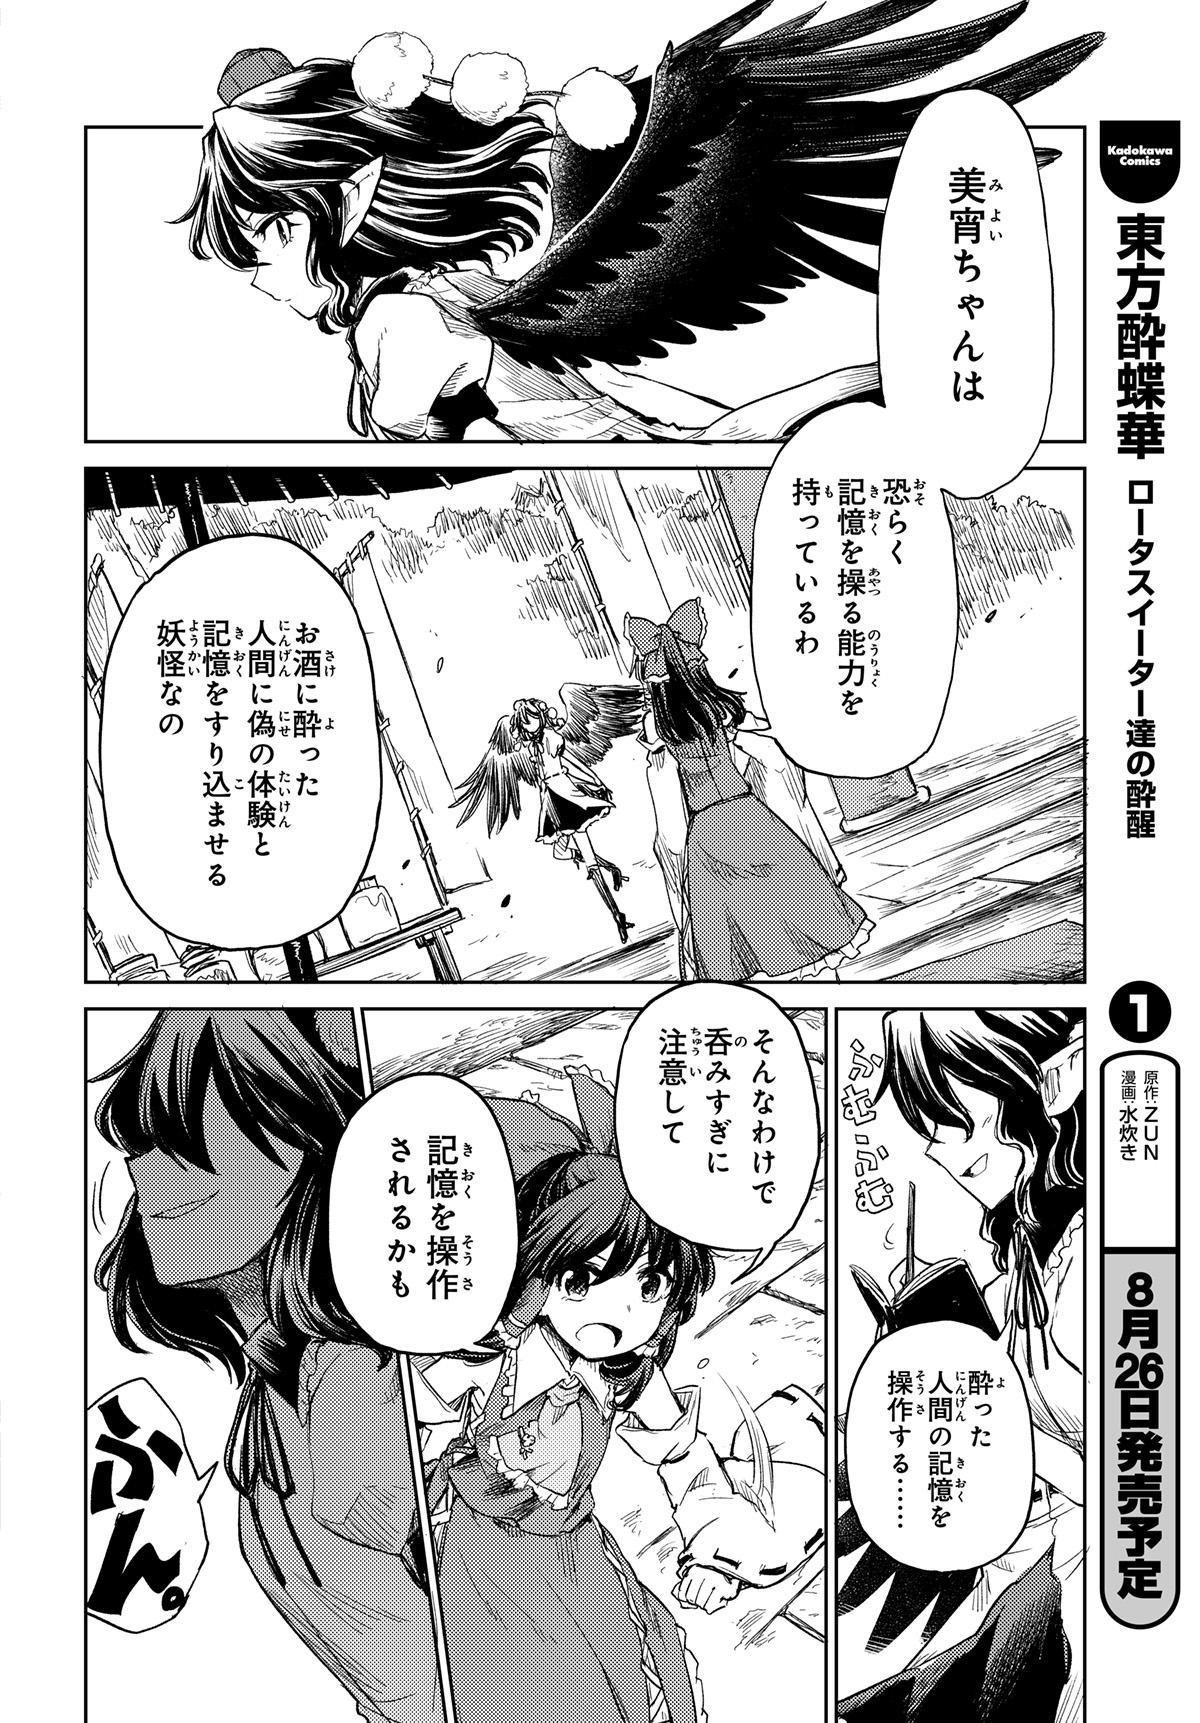 美宵ちゃんは
恐らく
記憶を操る能力を
持っているわ
お酒に酔った
人間に偽の体験と
記憶をすり込ませる
妖怪なの
ふむふむ
酔った
人間の記憶を
操作する……
そんなわけで
呑みすぎに
注意して
記憶を操作
されるかも
ふん。
Kadokawa
Comics
東方酔蝶華 ロータスイーター達の酔醒
1
原作:ZUN
漫画:水炊き
8月26日発売予定